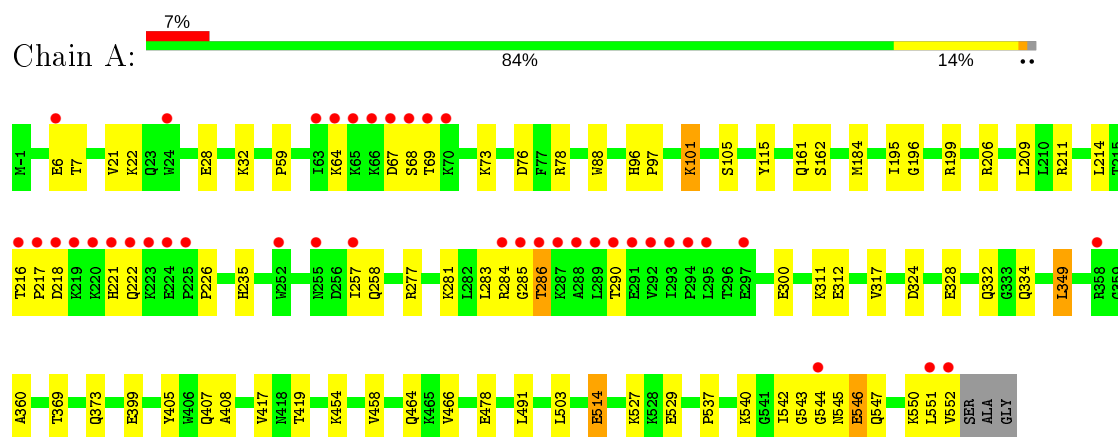 7%
Chain A:
84% 14% ••
M-1 E6 T7 V21 K22 Q23 W24 E28 K32 P59 I63 K64 K65 K66 D67 S68 T69 K70 K73 D76 F77 R78 W88 H96 P97 K101 S105 Y115 Q161 S162 M184 I195 G196 R199 R206 L209 L210 R211 L214 T215
T216 P217 D218 K219 K220 H221 Q222 K223 E224 P225 P226 H235 W252 N255 D256 I257 Q258 R277 K281 L282 L283 R284 G285 T286 K287 A288 L289 T290 E291 V292 I293 P294 L295 T296 E297 E300 K311 E312 V317 D324 E328 Q332 G333 Q334 L349 R358 G359
A360 T369 Q373 E399 Y405 W406 Q407 A408 V417 N418 T419 K454 V458 Q464 K465 V466 E478 L491 L503 E514 K527 K528 E529 P537 K540 G541 I542 G543 G544 N545 E546 Q547 K550 L551 V552 SER ALA GLY